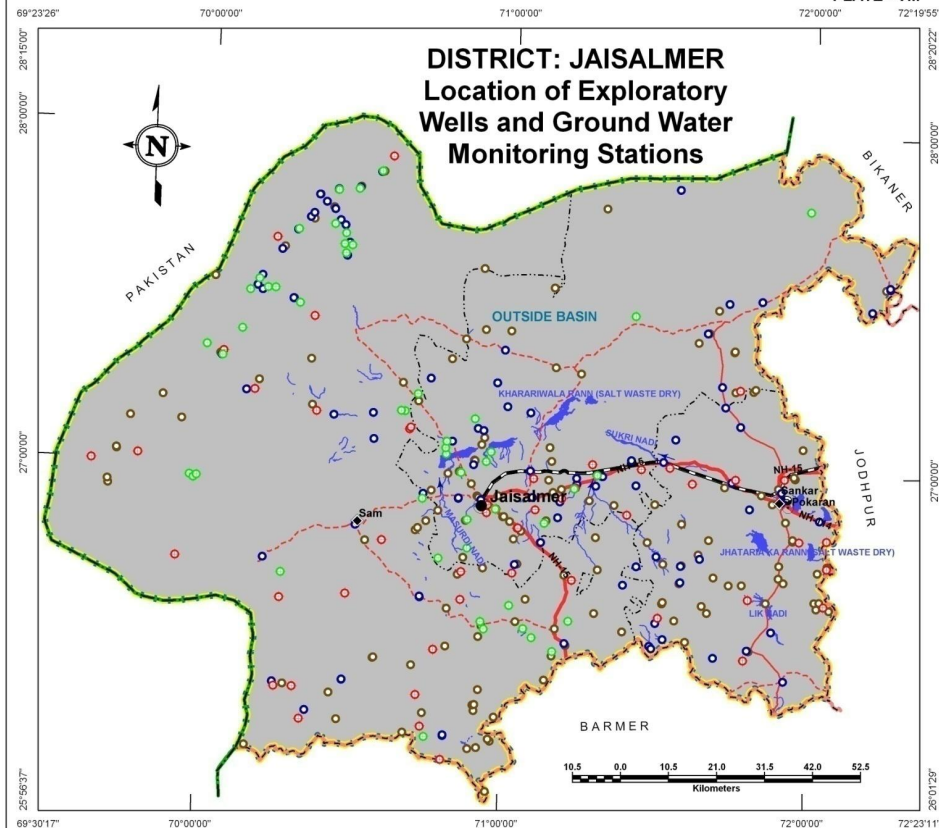 69°23'26"
70°00'00"
71°00'00"
72°00'00"
72°19'55"
28°15'00"
28°20'22"
DISTRICT: JAISALMER
Location of Exploratory
Wells and Ground Water
Monitoring Stations
28°00'00"
28°00'00"
N
BIKANER
PAKISTAN
OUTSIDE BASIN
KHARARIWALA RANN (SALT WASTE DRY)
SUKRI NADI
27°00'00"
27°00'00"
JODHPUR
NH-15
NH-15
Sankar
Pokaran
Jaisalmer
Sam
NH-114
MASURDI NADI
JHATARIA KA RANN (SALT WASTE DRY)
NH-15
LIK NADI
BARMER
10.5 0.0 10.5 21.0 31.5 42.0 52.5
Kilometers
25°56'37"
26°01'29"
69°30'17"
70°00'00"
71°00'00"
72°00'00"
72°23'11"